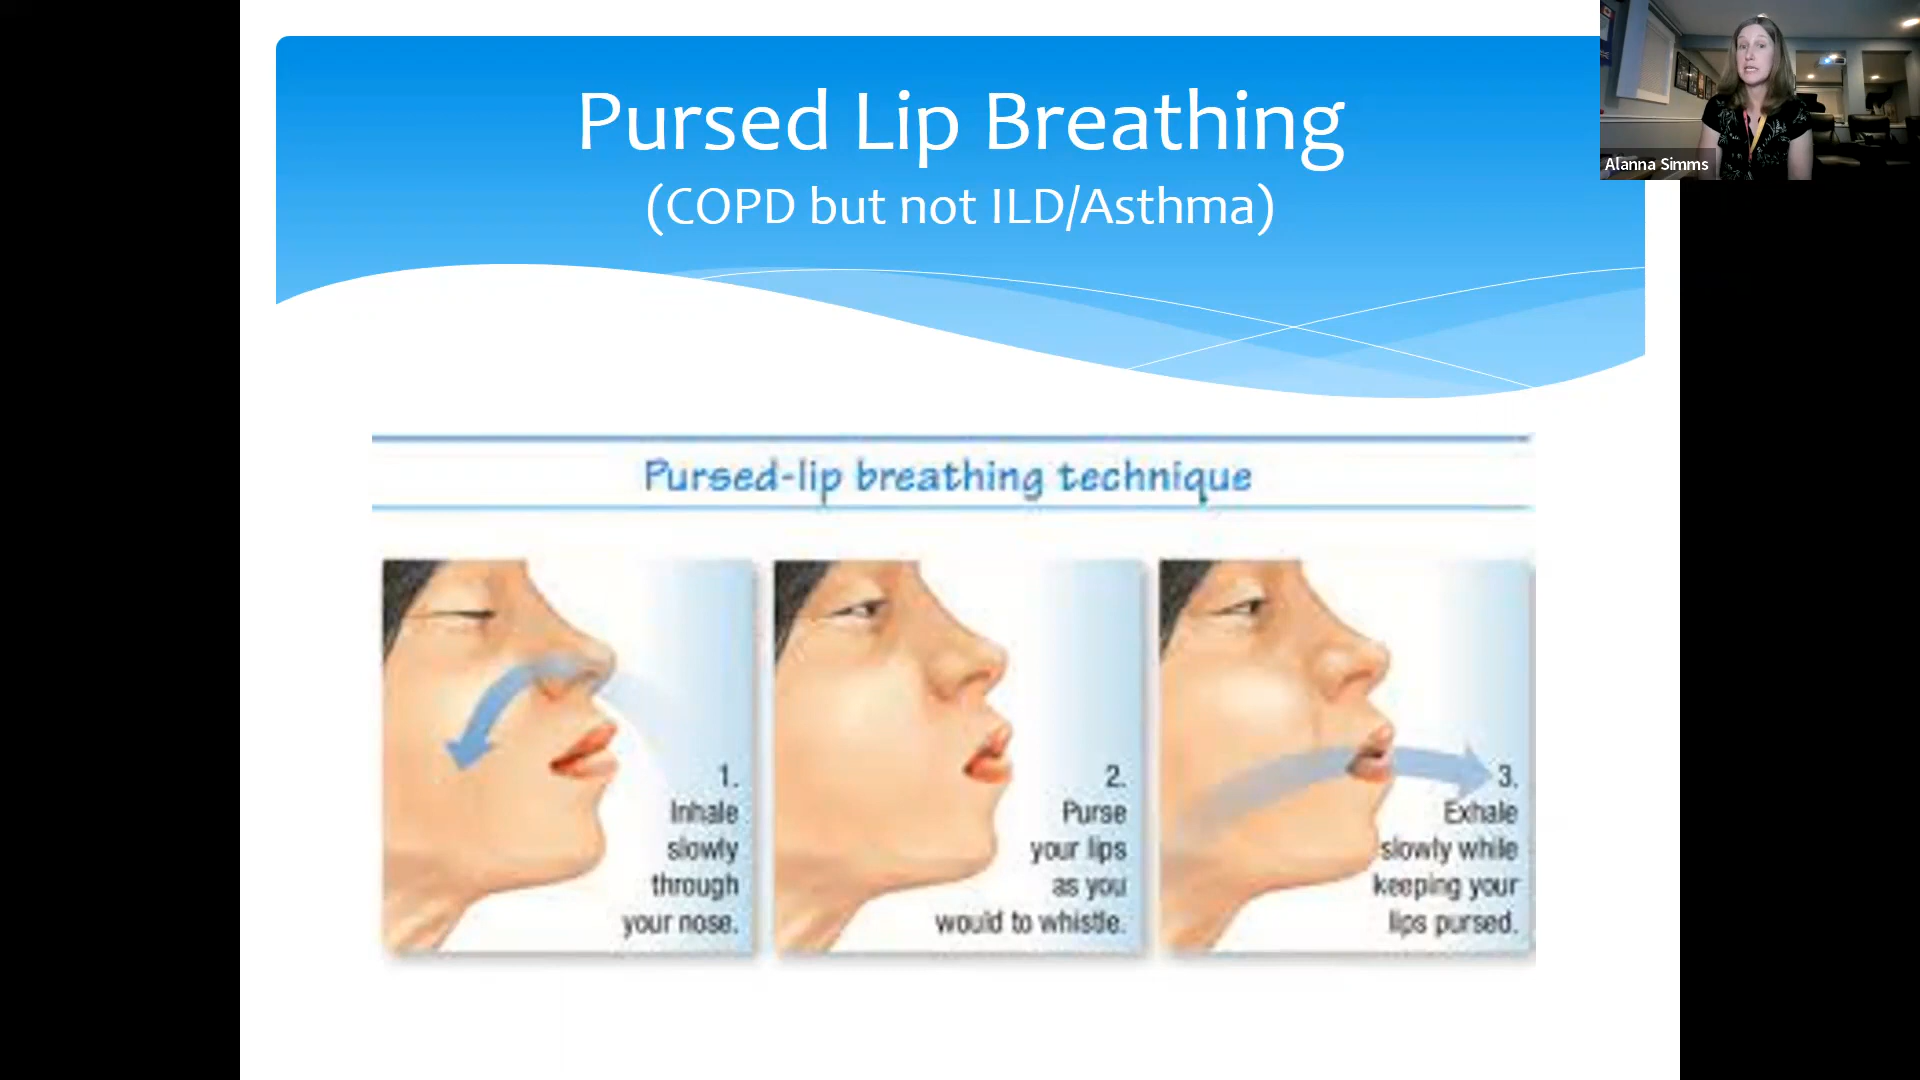 Pursed Lip Breathing
(COPD but not ILD/Asthma)
Alanna Simms
Pursed-lip breathing technique
1.
Inhale
slowly
through
your nose.
2.
Purse
your lips
as you
would to whistle.
3.
Exhale
slowly while
keeping your
lips pursed.